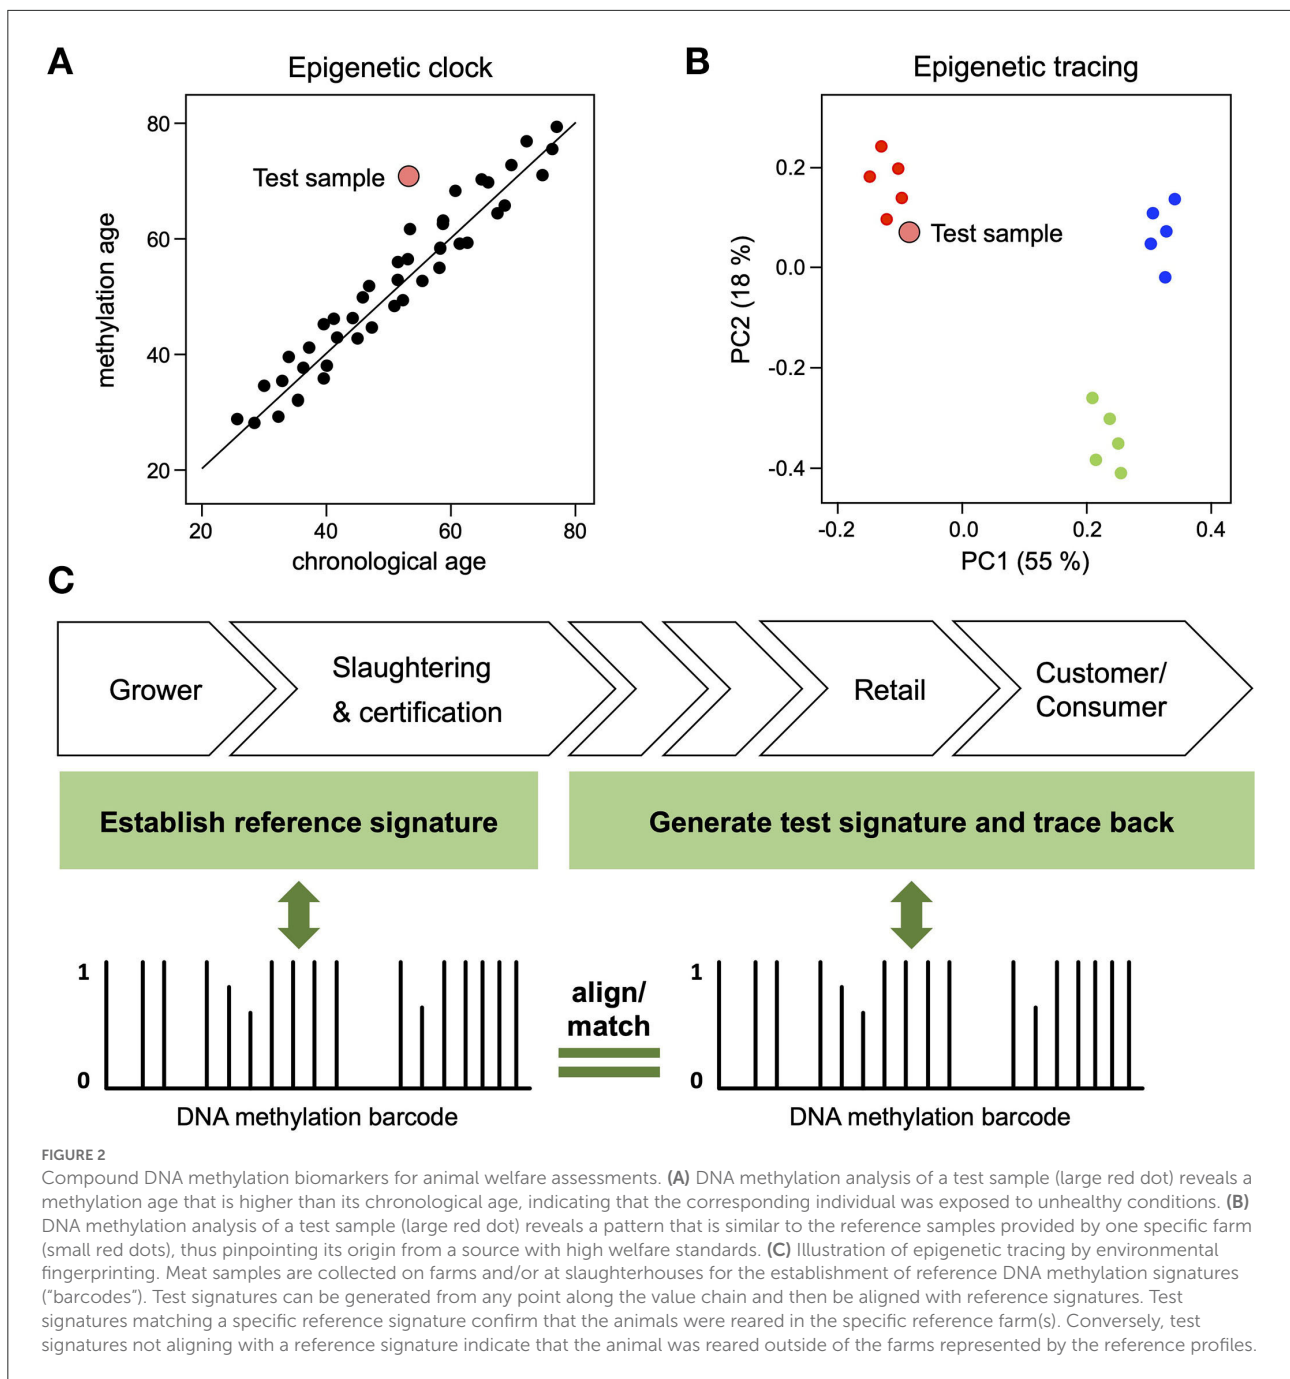 A
Epigenetic clock
80
60
40
20
methylation age
Test sample
20 40 60 80
chronological age
B
Epigenetic tracing
0.2
0.0
-0.2
-0.4
PC2 (18 %)
Test sample
-0.2 0.0 0.2 0.4
PC1 (55 %)
C
Grower
Slaughtering
& certification
Retail
Customer/
Consumer
Establish reference signature
Generate test signature and trace back
1
0
DNA methylation barcode
align/
match
1
0
DNA methylation barcode
FIGURE 2
Compound DNA methylation biomarkers for animal welfare assessments. (A) DNA methylation analysis of a test sample (large red dot) reveals a
methylation age that is higher than its chronological age, indicating that the corresponding individual was exposed to unhealthy conditions. (B)
DNA methylation analysis of a test sample (large red dot) reveals a pattern that is similar to the reference samples provided by one specific farm
(small red dots), thus pinpointing its origin from a source with high welfare standards. (C) Illustration of epigenetic tracing by environmental
fingerprinting. Meat samples are collected on farms and/or at slaughterhouses for the establishment of reference DNA methylation signatures
(“barcodes”). Test signatures can be generated from any point along the value chain and then be aligned with reference signatures. Test
signatures matching a specific reference signature confirm that the animals were reared in the specific reference farm(s). Conversely, test
signatures not aligning with a reference signature indicate that the animal was reared outside of the farms represented by the reference profiles.